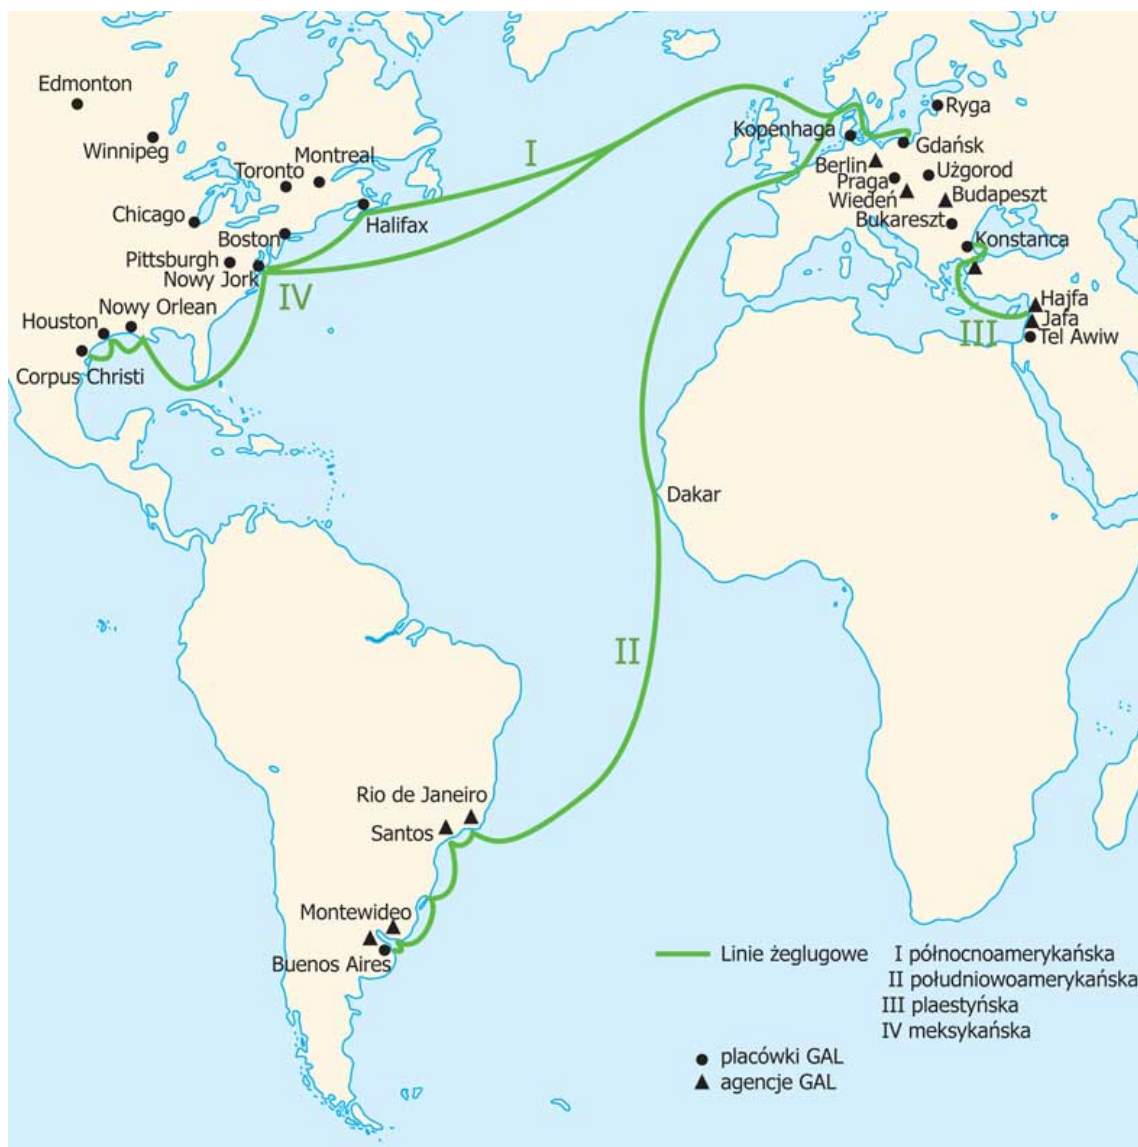 Edmonton
Winnipeg
Toronto
Montreal
Chicago
Halifax
Boston
Pittsburgh
Nowy Jork
Nowy Orlean
Houston
Corpus Christi
I
IV
Kopenhaga
Ryga
Gdańsk
Berlin
Użgorod
Praga
Wiedeń
Budapeszt
Bukareszt
Konstanca
Hajfa
Jafa
III
Tel Awiw
Dakar
II
Rio de Janeiro
Santos
Montewideo
Buenos Aires
Linie żeglugowe
I północnoamerykańska
II południowoamerykańska
III plaestyńska
IV meksykańska
placówki GAL
agencje GAL